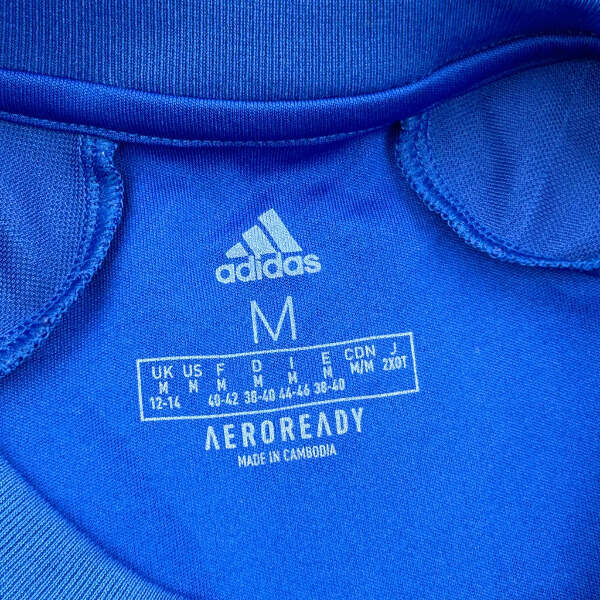 adidas
M
UK US F D I E CDN J
M M M M M M M/M 2XOT
12-14 40-42 38-40 44-46 38-40
AEROREADY
MADE IN CAMBODIA